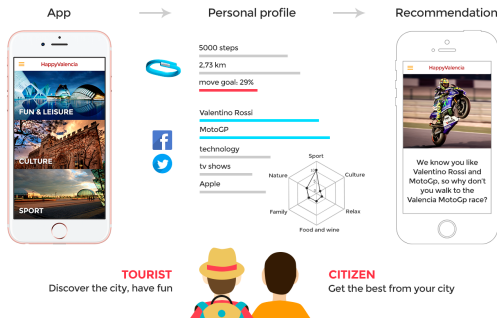 App
Personal profile
Recommendation
HappyValencia
FUN & LEISURE
CULTURE
SPORT
5000 steps
2,73 km
move goal: 29%
Valentino Rossi
MotoGP
technology
tv shows
Apple
Sport
Culture
Relax
Food and wine
Family
Nature
HappyValencia
We know you like
Valentino Rossi and
MotoGp, so why don't
you walk to the
Valencia MotoGp race?
TOURIST
Discover the city, have fun
CITIZEN
Get the best from your city